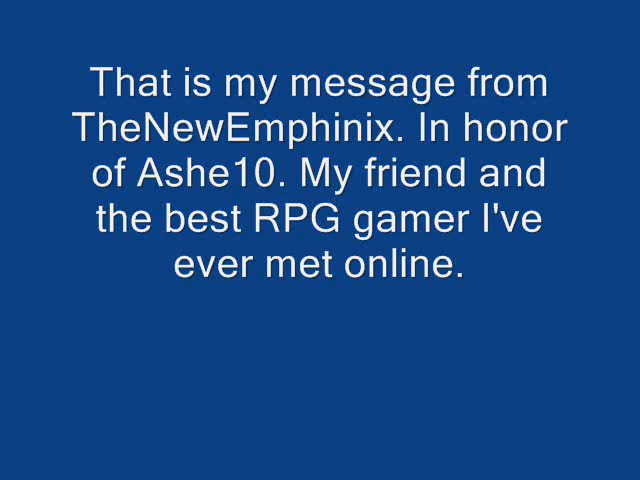 That is my message from
TheNewEmphinix. In honor
of Ashe10. My friend and
the best RPG gamer I've
ever met online.